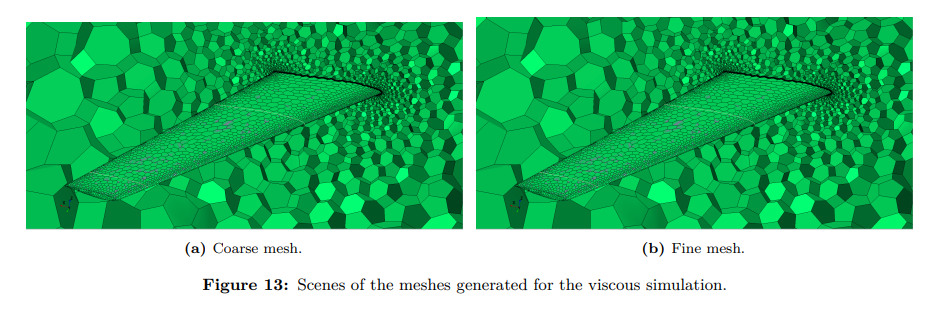 (a) Coarse mesh.
(b) Fine mesh.
Figure 13: Scenes of the meshes generated for the viscous simulation.